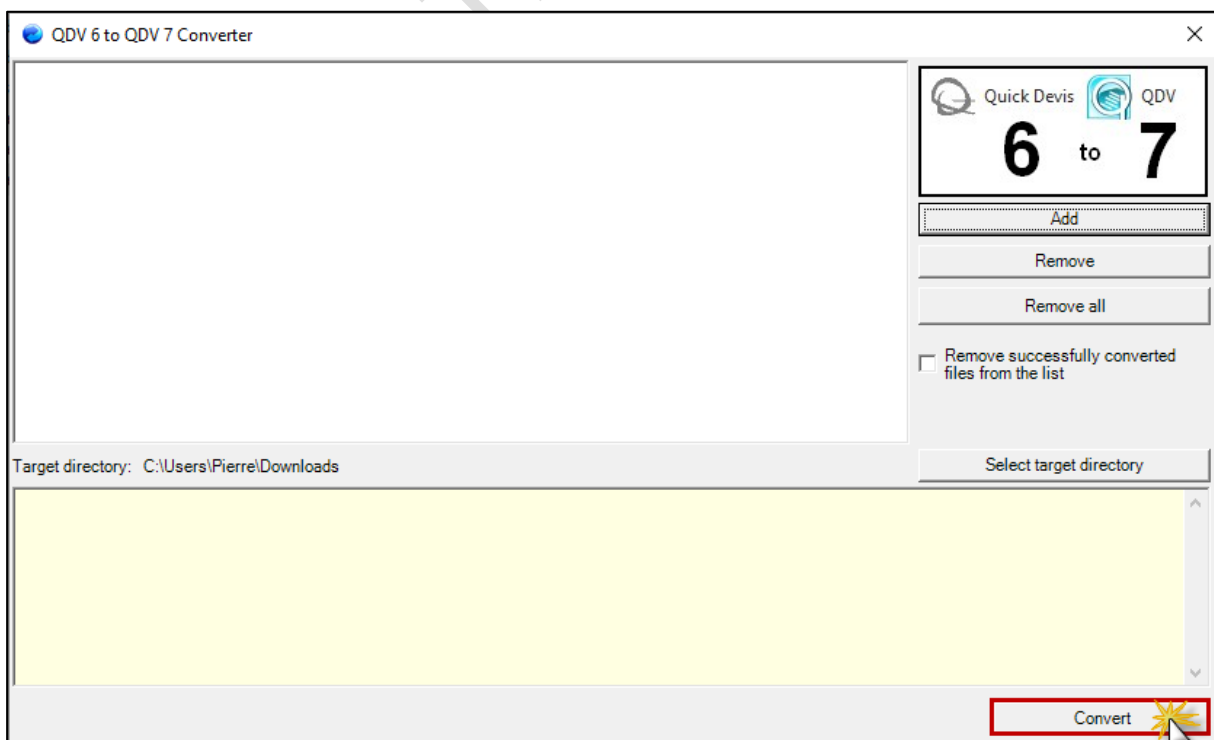 QDV 6 to QDV 7 Converter
Quick Devis QDV
6 to 7
Add
Remove
Remove all
Remove successfully converted
files from the list
Target directory: C:\Users\Pierre\Downloads
Select target directory
Convert